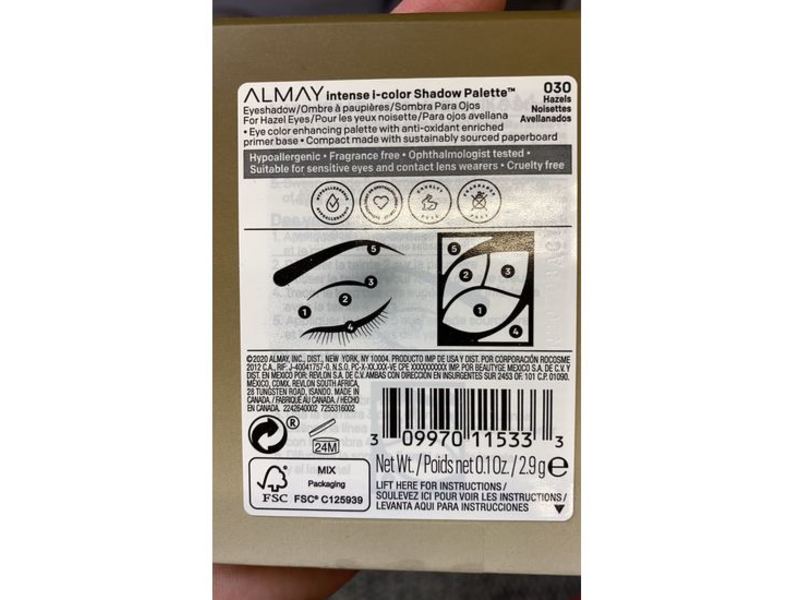 ALMAY intense i-color Shadow Palette™ 030
Eyeshadow/Ombre à paupières/Sombra Para Ojos Hazels
For Hazel Eyes/Pour les yeux noisette/Para ojos avellana Noisettes
Avellanados
• Eye color enhancing palette with anti-oxidant enriched
primer base • Compact made with sustainably sourced paperboard
Hypoallergenic • Fragrance free • Ophthalmologist tested •
Suitable for sensitive eyes and contact lens wearers • Cruelty free
HYPOALLERGENIC HYPOALLERGENIC
CRUELTY FREE
FRAGRANCE FREE
5
3
2
1
4
5
2 3
1
4
©2020 ALMAY, INC., DIST., NEW YORK, NY 10004. PRODUCTO IMP DE USA Y DIST. POR CORPORACIÓN ROCOSME
2012 C.A., RIF: J-40041757-0. N.S.O. PC-X-XX.XXX-VE CPE XXXXXXXXXX IMP. POR BEAUTYGE MEXICO, S.A. DE C.V. Y
DIST. EN MEXICO POR: REVLON S.A. DE C.V. AMBAS CON DIRECCIÓN EN INSURGENTES SUR 2453 OF. 101 C.P. 01090.
MÉXICO, CDMX. REVLON SOUTH AFRICA,
28 TUNGSTEN ROAD, ISANDO. MADE IN
CANADA. / FABRIQUÉ AU CANADA. / HECHO
EN CANADA. 2242640002 7255316002
®
24M
3 09970 11533 3
MIX
Packaging
FSC FSC® C125939
Net Wt./Poids net 0.1 Oz./2.9 g e
LIFT HERE FOR INSTRUCTIONS/
SOULEVEZ ICI POUR VOIR LES INSTRUCTIONS/
LEVANTA AQUI PARA INSTRUCCIONES